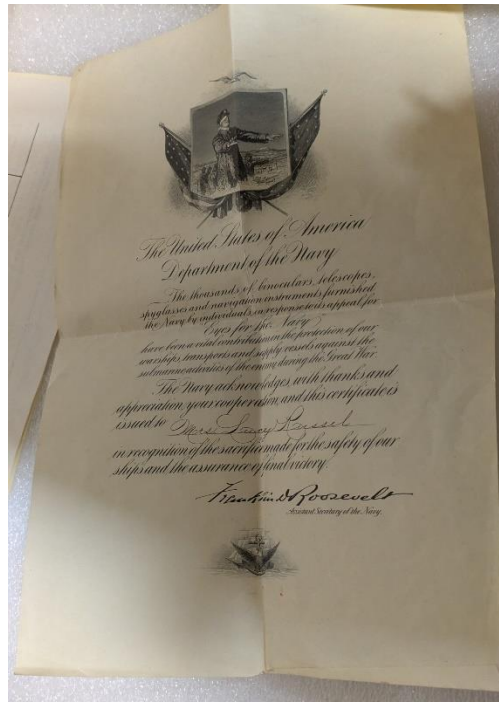 The United States of America
Department of the Navy
The thousands of binoculars, telescopes,
spyglasses and navigation instruments furnished
the Navy by individuals, in response to its appeal for
"Eyes for the Navy"
have been a vital contribution in the protection of our
warships, transports and supply vessels against the
submarine activities of the enemy during the Great War.
The Navy acknowledges, with thanks and
appreciation, your cooperation, and this certificate is
issued to Russel
in recognition of the sacrifice made for the safety of our
ships and the assurance of final victory.
Franklin D Roosevelt
Assistant Secretary of the Navy.